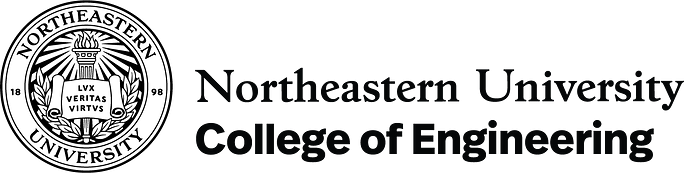 NORTHEASTERN
18 98
LVX
VERITAS
VIRTVS
UNIVERSITY
Northeastern University
College of Engineering